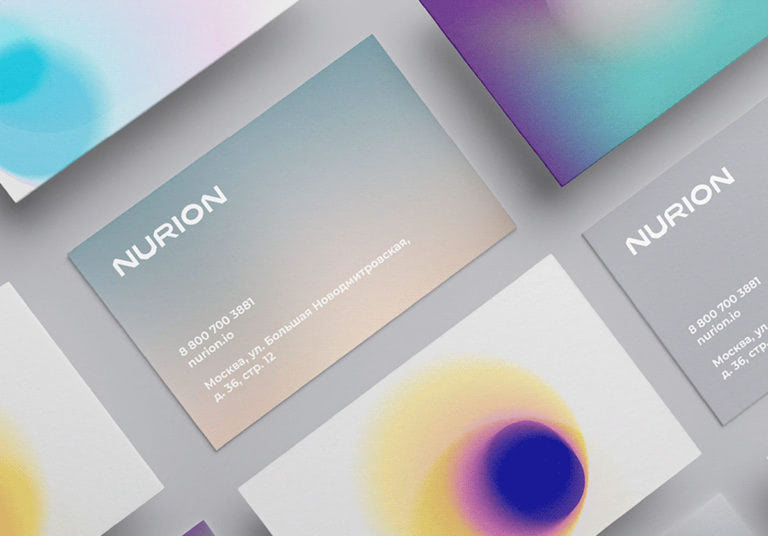 NURION
8 800 700 3881
nurion.io
Москва, ул. Большая Новодмитровская,
д. 36, стр. 12
NURION
8 800 700 3881
nurion.io
Москва, ул.
д. 36, стр.